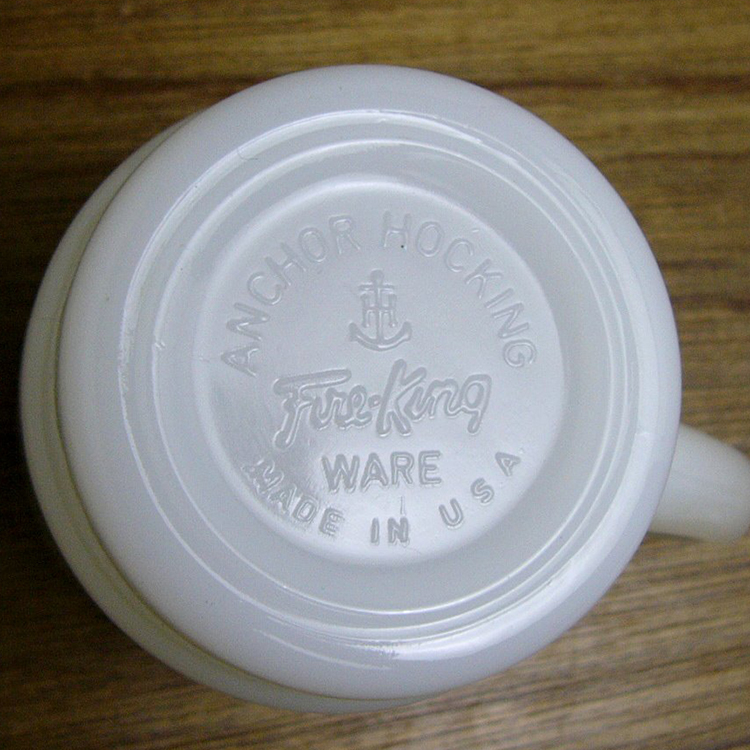 ANCHOR HOCKING
H
Fire-King
WARE
MADE IN USA